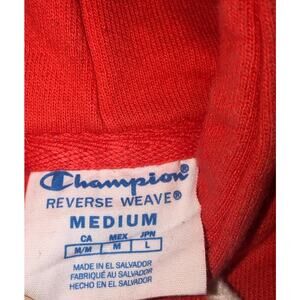 Champion
REVERSE WEAVE®
MEDIUM
CA MEX JPN
M/M M L
MADE IN EL SALVADOR
FABRIQUÉ AU SALVADOR
HECHO EN EL SALVADOR